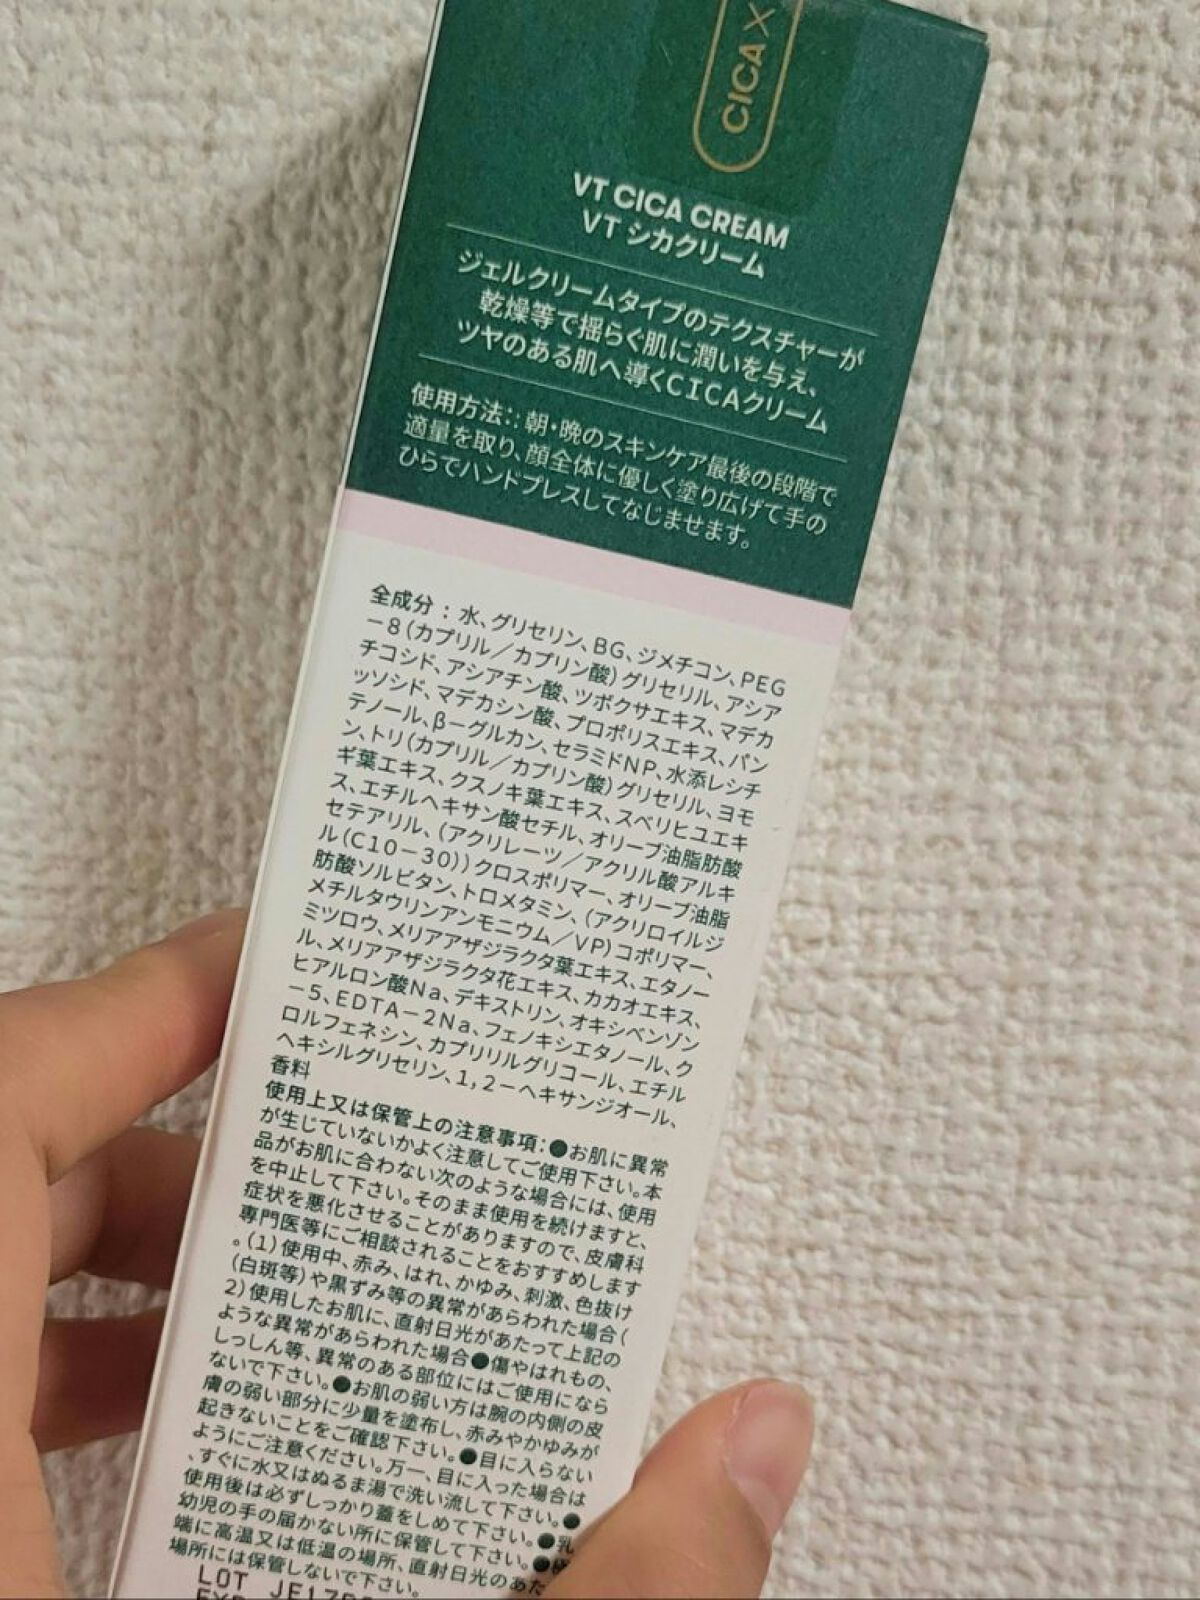 CICA X
VT CICA CREAM
VT シカクリーム
ジェルクリームタイプのテクスチャーが
乾燥等で揺らぐ肌に潤いを与え、
ツヤのある肌へ導くCICAクリーム
使用方法::朝・晩のスキンケア最後の段階で
適量を取り、顔全体に優しく塗り広げて手の
ひらでハンドプレスしてなじませます。
全成分:水、グリセリン、BG、ジメチコン、PEG
-8(カプリル/カプリン酸)グリセリル、アシア
チコシド、アシアチン酸、ツボクサエキス、マデカ
ッソシド、マデカシン酸、プロポリスエキス、パン
テノール、β-グルカン、セラミドNP、水添レシチ
ン、トリ(カプリル/カプリン酸)グリセリル、ヨモ
ギ葉エキス、クスノキ葉エキス、スベリヒユエキ
ス、エチルヘキサン酸セチル、オリーブ油脂肪酸
セテアリル、(アクリレーツ/アクリル酸アルキ
ル(C10-30))クロスポリマー、オリーブ油脂
肪酸ソルビタン、トロメタミン、(アクリロイルジ
メチルタウリンアンモニウム/VP)コポリマー、
ミツロウ、メリアアザジラクタ葉エキス、エタノー
ル、メリアアザジラクタ花エキス、カカオエキス、
ヒアルロン酸Na、デキストリン、オキシベンゾン
-5、EDTA-2Na、フェノキシエタノール、ク
ロルフェネシン、カプリリルグリコール、エチル
ヘキシルグリセリン、1,2-ヘキサンジオール、
香料
使用上又は保管上の注意事項:●お肌に異常
が生じていないかよく注意してご使用下さい。本
品がお肌に合わない次のような場合には、使用
を中止して下さい。そのまま使用を続けますと、
症状を悪化させることがありますので、皮膚科
専門医等にご相談されることをおすすめします
。(1)使用中、赤み、はれ、かゆみ、刺激、色抜け
(白斑等)や黒ずみ等の異常があらわれた場合(
2)使用したお肌に、直射日光があたって上記の
ような異常があらわれた場合●傷やはれもの、
しっしん等、異常のある部位にはご使用になら
ないで下さい。●お肌の弱い方は腕の内側の皮
膚の弱い部分に少量を塗布し、赤みやかゆみが
起きないことをご確認下さい。●目に入らない
ようにご注意ください。万一、目に入った場合は
、すぐに水又はぬるま湯で洗い流して下さい。●
使用後は必ずしっかり蓋をしめて下さい。●乳
幼児の手の届かない所に保管して下さい。●極
端に高温又は低温の場所、直射日光のあた
場所には保管しないで下さい。
LOT JE17
EXP